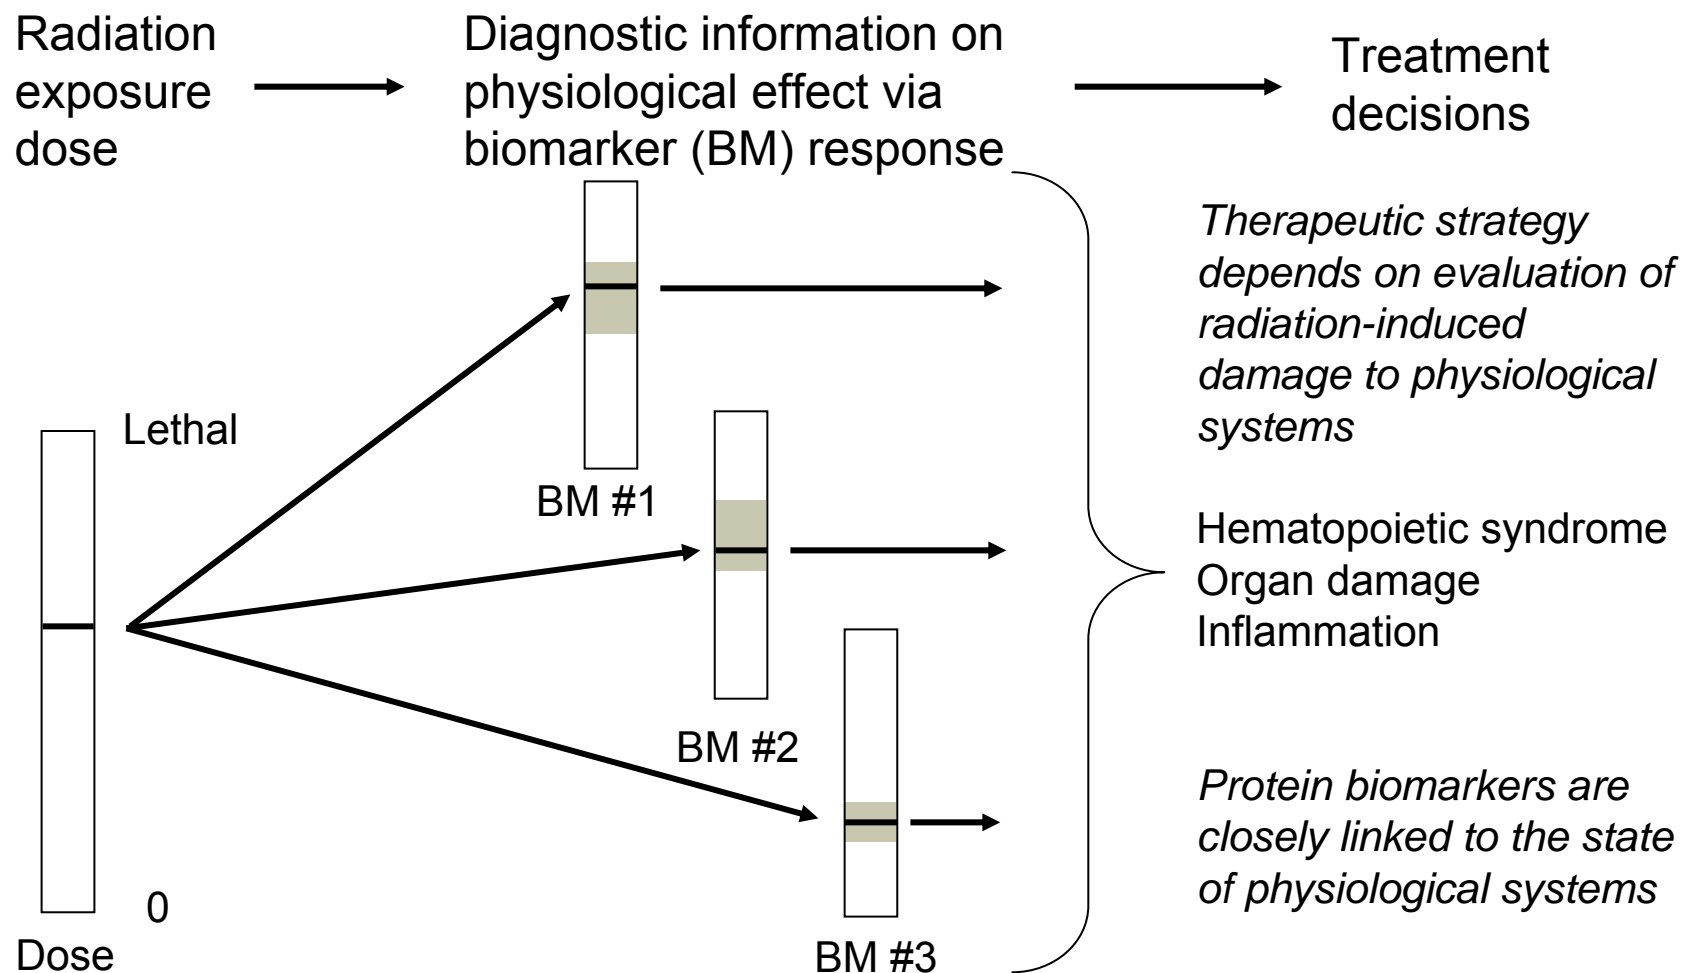 Radiation
exposure
dose
Diagnostic information on
physiological effect via
biomarker (BM) response
Treatment
decisions
Therapeutic strategy
depends on evaluation of
radiation-induced
damage to physiological
systems
Lethal
BM #1
Hematopoietic syndrome
Organ damage
Inflammation
BM #2
Protein biomarkers are
closely linked to the state
of physiological systems
0
Dose
BM #3